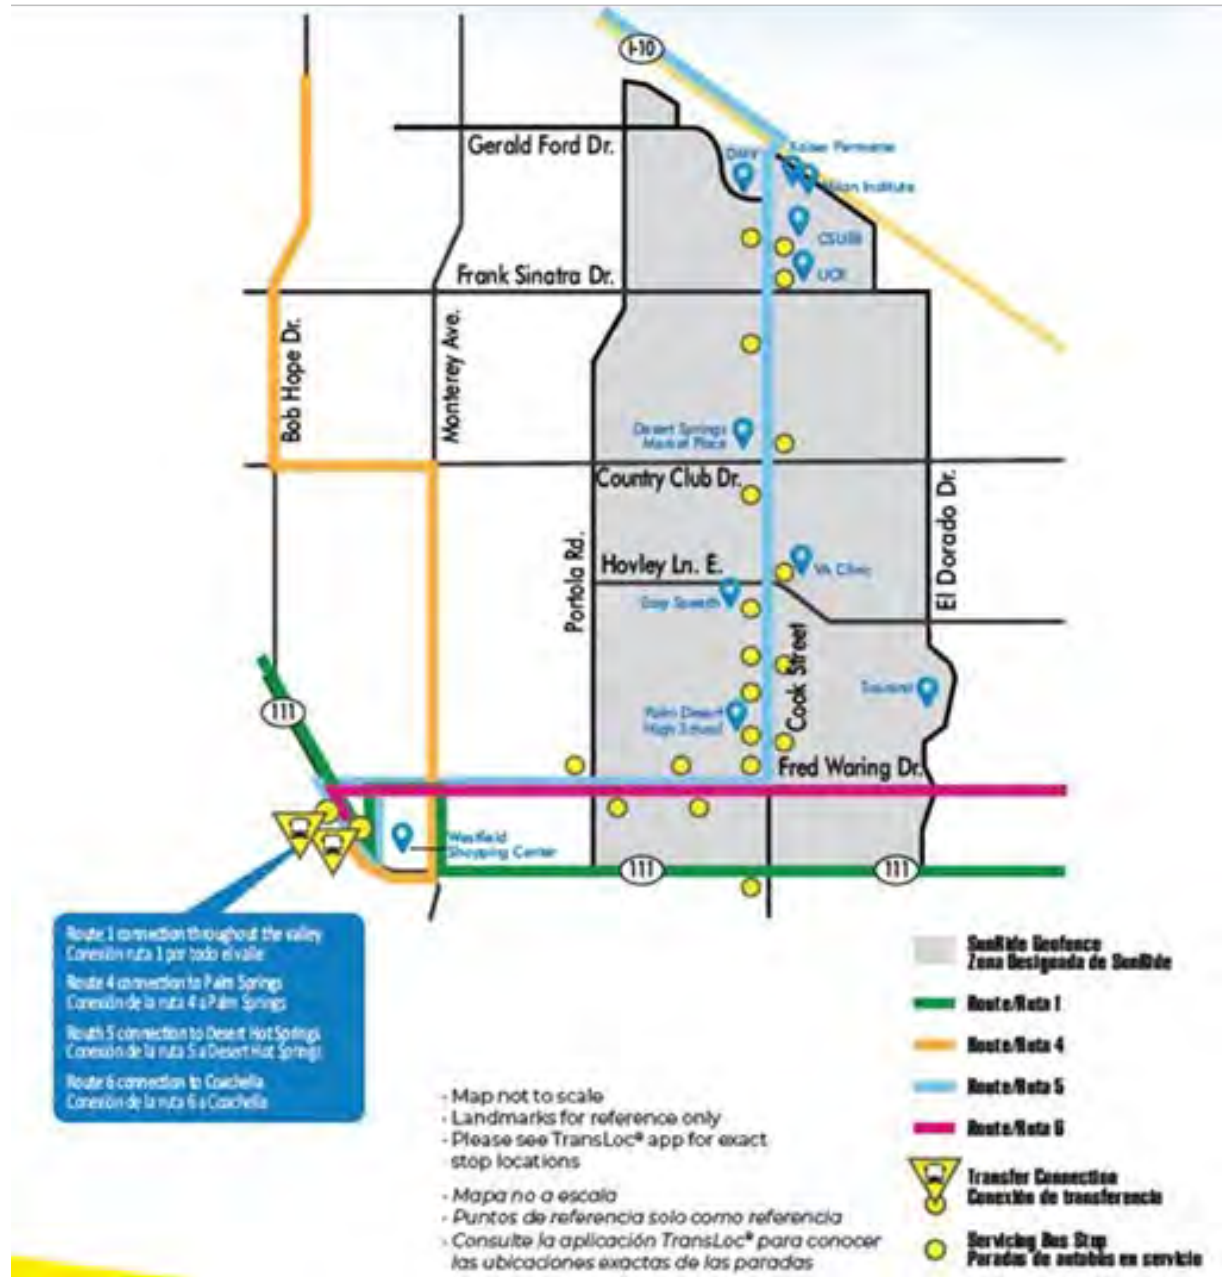 I-10
Gerald Ford Dr.
Kaiser Permanente
Milan Institute
CSUSB
UCR
Frank Sinatra Dr.
Bob Hope Dr.
Monterey Ave.
Desert Springs
Market Place
Country Club Dr.
Portola Rd.
El Dorado Dr.
Hovley Ln. E.
VA Clinic
Cook Street
Palm Desert
High School
111
Fred Waring Dr.
Westfield
Shopping Center
111
111
Route 1 connection throughout the valley
Conexión ruta 1 por todo el valle
Route 4 connection to Palm Springs
Conexión de la ruta 4 a Palm Springs
Routh 5 connection to Desert Hot Springs
Conexión de la ruta 5 a Desert Hot Springs
Route 6 connection to Coachella
Conexión de la ruta 6 a Coachella
- Map not to scale
- Landmarks for reference only
- Please see TransLoc® app for exact
stop locations
- Mapa no a escala
- Puntos de referencia solo como referencia
- Consulte la aplicación TransLoc® para conocer
las ubicaciones exactas de las paradas
SunRide Geofence
Zona Designada de SunRide
Route/Ruta 1
Route/Ruta 4
Route/Ruta 5
Route/Ruta 6
Transfer Connection
Conexión de transferencia
Servicing Bus Stop
Paradas de autobús en servicio